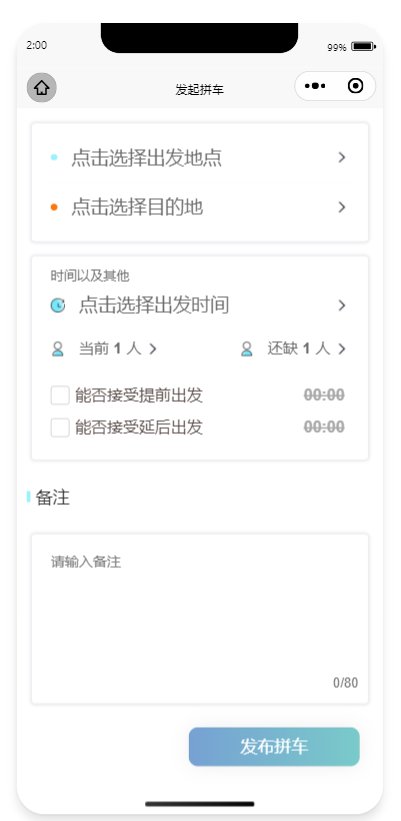 2:00 99%
发起拼车
点击选择出发地点
点击选择目的地
时间以及其他
点击选择出发时间
当前 1 人 还缺 1 人
能否接受提前出发 00:00
能否接受延后出发 00:00
备注
请输入备注
0/80
发布拼车